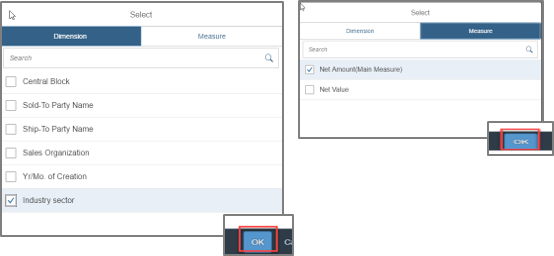 Select
Dimension Measure
Search
Central Block
Sold-To Party Name
Ship-To Party Name
Sales Organization
Yr/Mo. of Creation
Industry sector
OK
Select
Dimension Measure
Search
Net Amount(Main Measure)
Net Value
OK